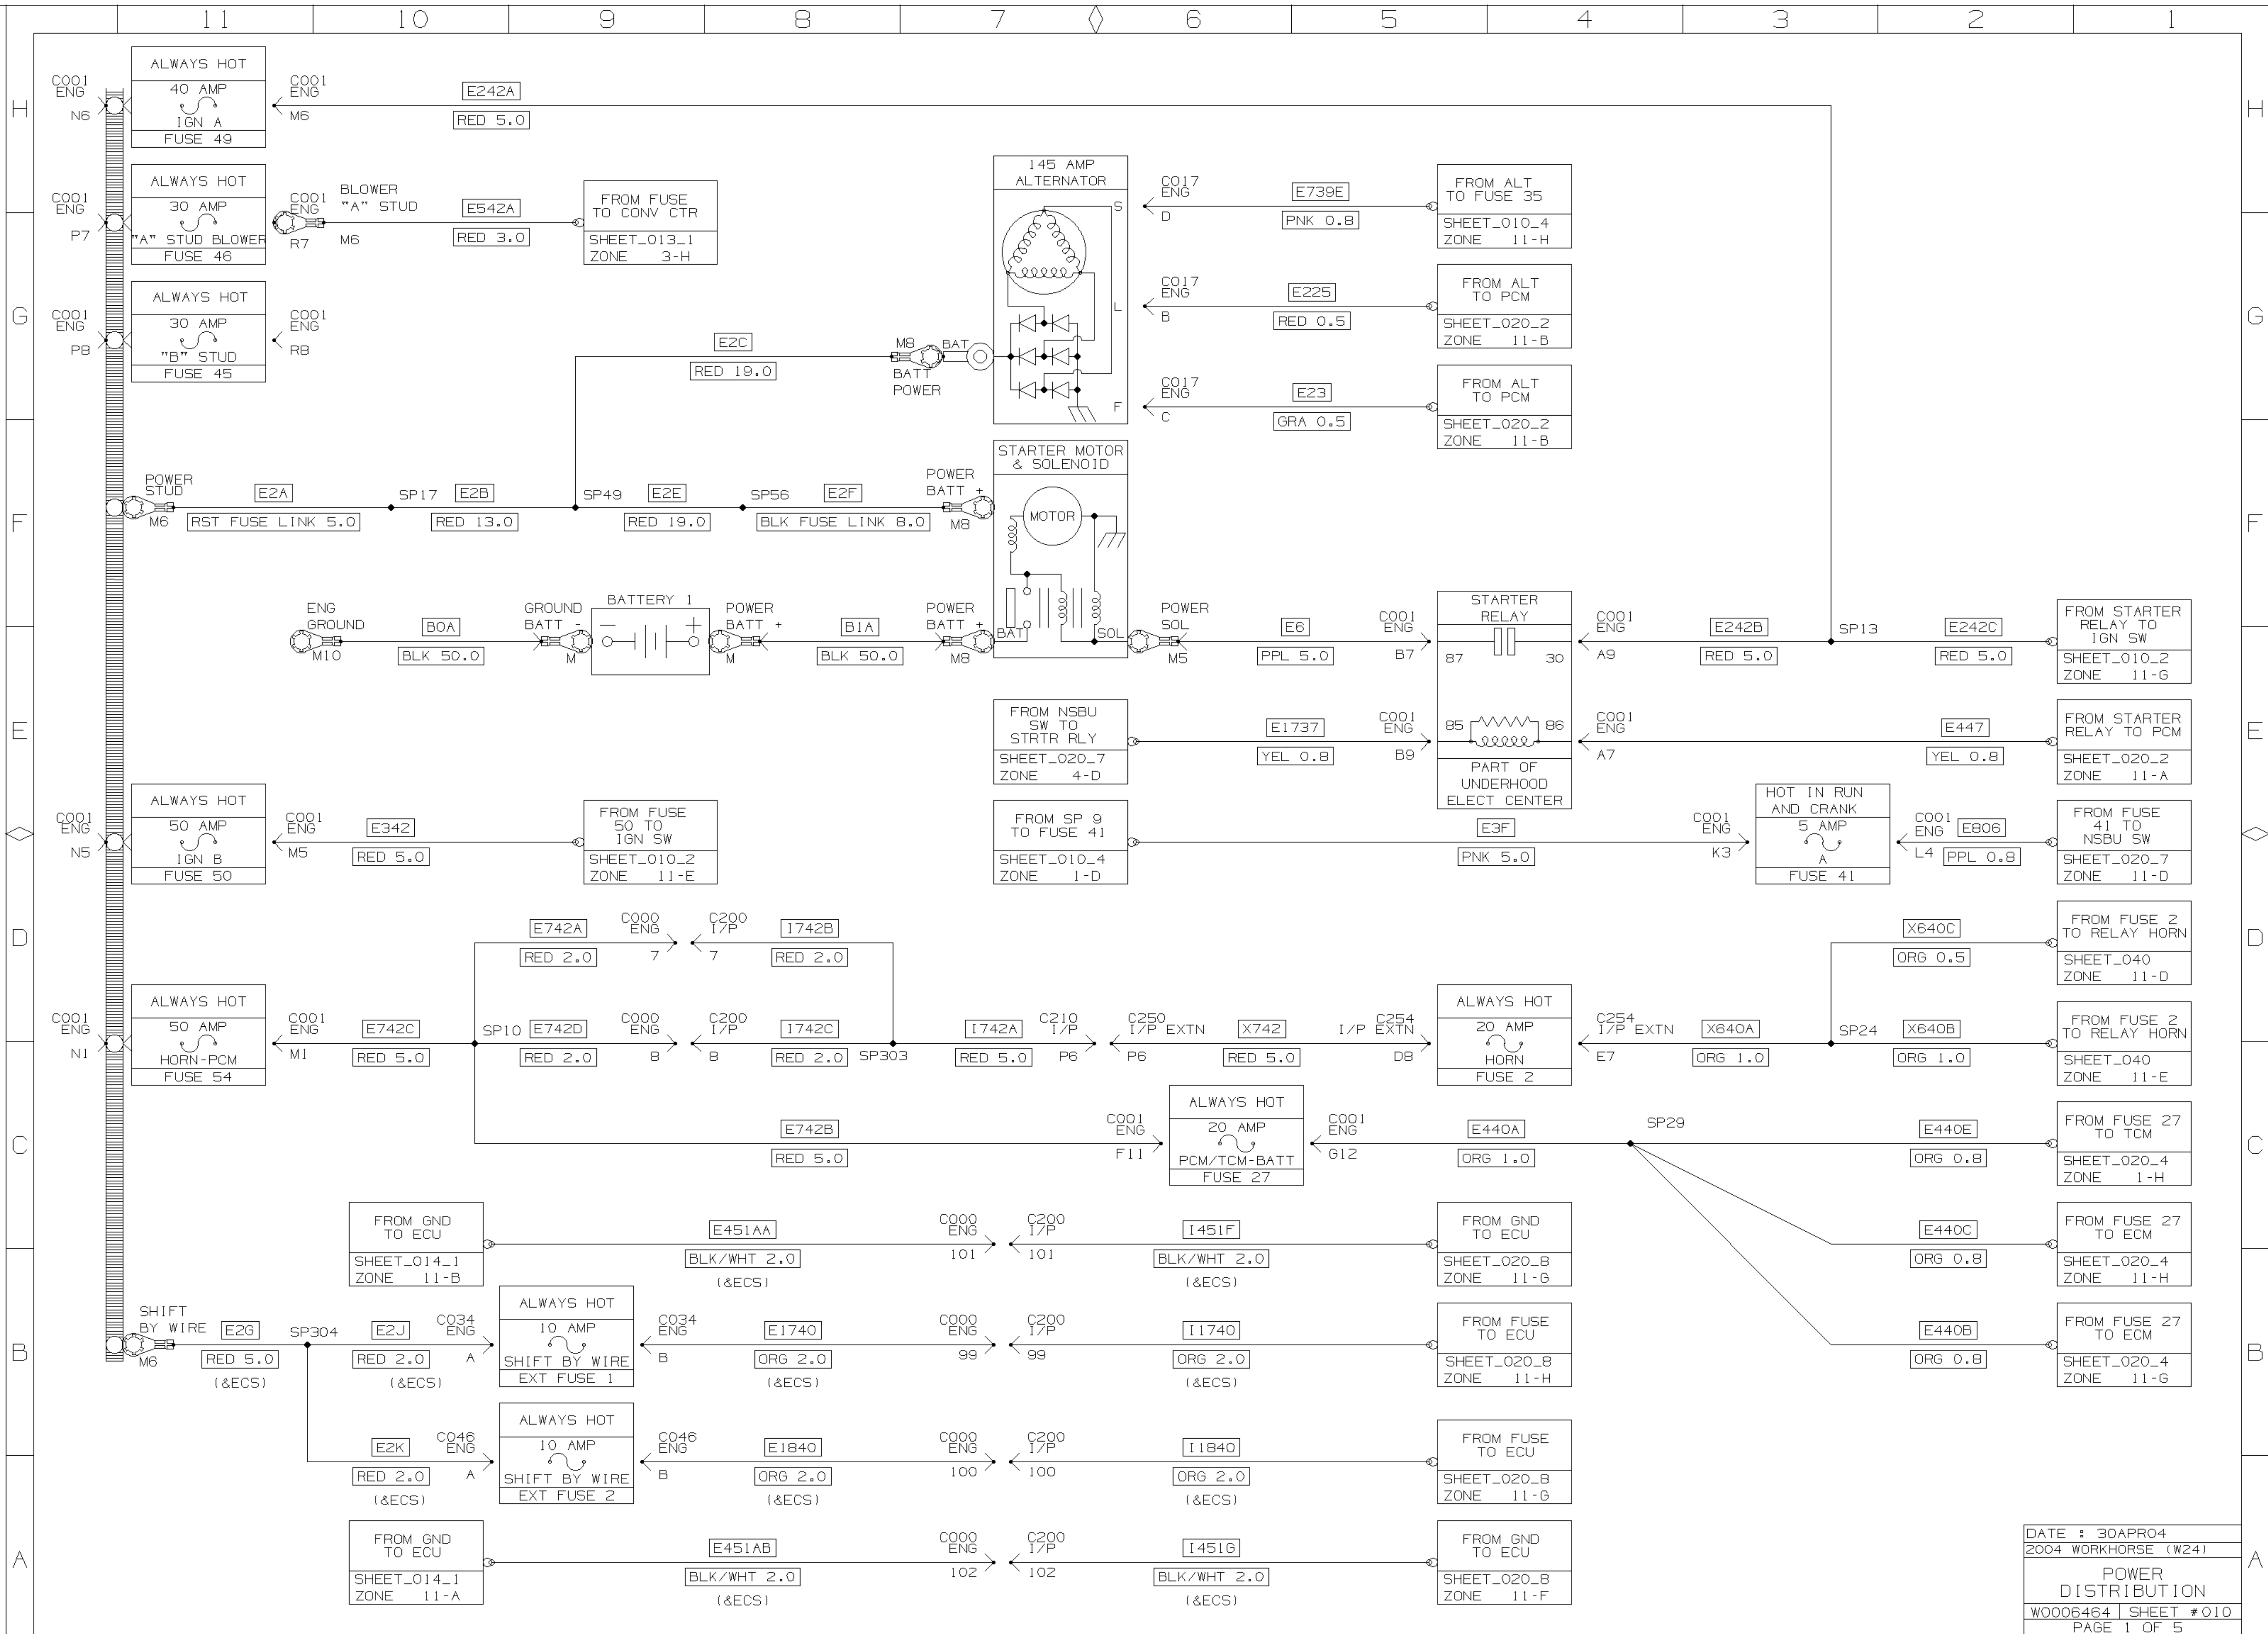 11 10 9 8 7 6 5 4 3 2 1
H
G
F
E
D
C
B
A
H
G
F
E
D
C
B
A
C001
ENG
N6
ALWAYS HOT
40 AMP
IGN A
FUSE 49
C001
ENG
M6
E242A
RED 5.0
C001
ENG
P7
ALWAYS HOT
30 AMP
"A" STUD BLOWER
FUSE 46
C001
ENG
R7
BLOWER
"A" STUD
M6
E542A
RED 3.0
FROM FUSE
TO CONV CTR
SHEET_013_1
ZONE 3-H
C001
ENG
P8
ALWAYS HOT
30 AMP
"B" STUD
FUSE 45
C001
ENG
R8
E2C
RED 19.0
M8
BATT
POWER
BAT
145 AMP
ALTERNATOR
S
L
F
C017
ENG
D
E739E
PNK 0.8
FROM ALT
TO FUSE 35
SHEET_010_4
ZONE 11-H
C017
ENG
B
E225
RED 0.5
FROM ALT
TO PCM
SHEET_020_2
ZONE 11-B
C017
ENG
C
E23
GRA 0.5
FROM ALT
TO PCM
SHEET_020_2
ZONE 11-B
POWER
STUD
M6
E2A
RST FUSE LINK 5.0
SP17
E2B
RED 13.0
SP49
E2E
RED 19.0
SP56
E2F
BLK FUSE LINK 8.0
POWER
BATT +
M8
STARTER MOTOR
& SOLENOID
MOTOR
BAT
SOL
ENG
GROUND
M10
B0A
BLK 50.0
GROUND
BATT -
M
BATTERY 1
- +
POWER
BATT +
M
B1A
BLK 50.0
POWER
BATT +
M8
POWER
SOL
M5
E6
PPL 5.0
C001
ENG
B7
STARTER
RELAY
87 30
85 86
PART OF
UNDERHOOD
ELECT CENTER
C001
ENG
A9
E242B
RED 5.0
SP13
E242C
RED 5.0
FROM STARTER
RELAY TO
IGN SW
SHEET_010_2
ZONE 11-G
FROM NSBU
SW TO
STRTR RLY
SHEET_020_7
ZONE 4-D
E1737
YEL 0.8
C001
ENG
B9
C001
ENG
A7
E447
YEL 0.8
FROM STARTER
RELAY TO PCM
SHEET_020_2
ZONE 11-A
C001
ENG
N5
ALWAYS HOT
50 AMP
IGN B
FUSE 50
C001
ENG
M5
E342
RED 5.0
FROM FUSE
50 TO
IGN SW
SHEET_010_2
ZONE 11-E
FROM SP 9
TO FUSE 41
SHEET_010_4
ZONE 1-D
E3F
PNK 5.0
C001
ENG
K3
HOT IN RUN
AND CRANK
5 AMP
A
FUSE 41
C001
ENG
L4
E806
PPL 0.8
FROM FUSE
41 TO
NSBU SW
SHEET_020_7
ZONE 11-D
E742A
RED 2.0
C000
ENG
7
C200
I/P
7
I742B
RED 2.0
X640C
ORG 0.5
FROM FUSE 2
TO RELAY HORN
SHEET_040
ZONE 11-D
C001
ENG
N1
ALWAYS HOT
50 AMP
HORN-PCM
FUSE 54
C001
ENG
M1
E742C
RED 5.0
SP10
E742D
RED 2.0
C000
ENG
8
C200
I/P
8
I742C
RED 2.0
SP303
I742A
RED 5.0
C210
I/P
P6
C250
I/P EXTN
P6
X742
RED 5.0
C254
I/P EXTN
D8
ALWAYS HOT
20 AMP
HORN
FUSE 2
C254
I/P EXTN
E7
X640A
ORG 1.0
SP24
X640B
ORG 1.0
FROM FUSE 2
TO RELAY HORN
SHEET_040
ZONE 11-E
E742B
RED 5.0
C001
ENG
F11
ALWAYS HOT
20 AMP
PCM/TCM-BATT
FUSE 27
C001
ENG
G12
E440A
ORG 1.0
SP29
E440E
ORG 0.8
FROM FUSE 27
TO TCM
SHEET_020_4
ZONE 1-H
FROM GND
TO ECU
SHEET_014_1
ZONE 11-B
E451AA
BLK/WHT 2.0
(&ECS)
C000
ENG
101
C200
I/P
101
I451F
BLK/WHT 2.0
(&ECS)
FROM GND
TO ECU
SHEET_020_8
ZONE 11-G
E440C
ORG 0.8
FROM FUSE 27
TO ECM
SHEET_020_4
ZONE 11-H
SHIFT
BY WIRE
M6
E2G
RED 5.0
(&ECS)
SP304
E2J
RED 2.0
(&ECS)
C034
ENG
A
ALWAYS HOT
10 AMP
SHIFT BY WIRE
EXT FUSE 1
C034
ENG
B
E1740
ORG 2.0
(&ECS)
C000
ENG
99
C200
I/P
99
I1740
ORG 2.0
(&ECS)
FROM FUSE
TO ECU
SHEET_020_8
ZONE 11-H
E440B
ORG 0.8
FROM FUSE 27
TO ECM
SHEET_020_4
ZONE 11-G
E2K
RED 2.0
(&ECS)
C046
ENG
A
ALWAYS HOT
10 AMP
SHIFT BY WIRE
EXT FUSE 2
C046
ENG
B
E1840
ORG 2.0
(&ECS)
C000
ENG
100
C200
I/P
100
I1840
ORG 2.0
(&ECS)
FROM FUSE
TO ECU
SHEET_020_8
ZONE 11-G
FROM GND
TO ECU
SHEET_014_1
ZONE 11-A
E451AB
BLK/WHT 2.0
(&ECS)
C000
ENG
102
C200
I/P
102
I451G
BLK/WHT 2.0
(&ECS)
FROM GND
TO ECU
SHEET_020_8
ZONE 11-F
DATE : 30APR04
2004 WORKHORSE (W24)
POWER
DISTRIBUTION
W0006464 SHEET #010
PAGE 1 OF 5